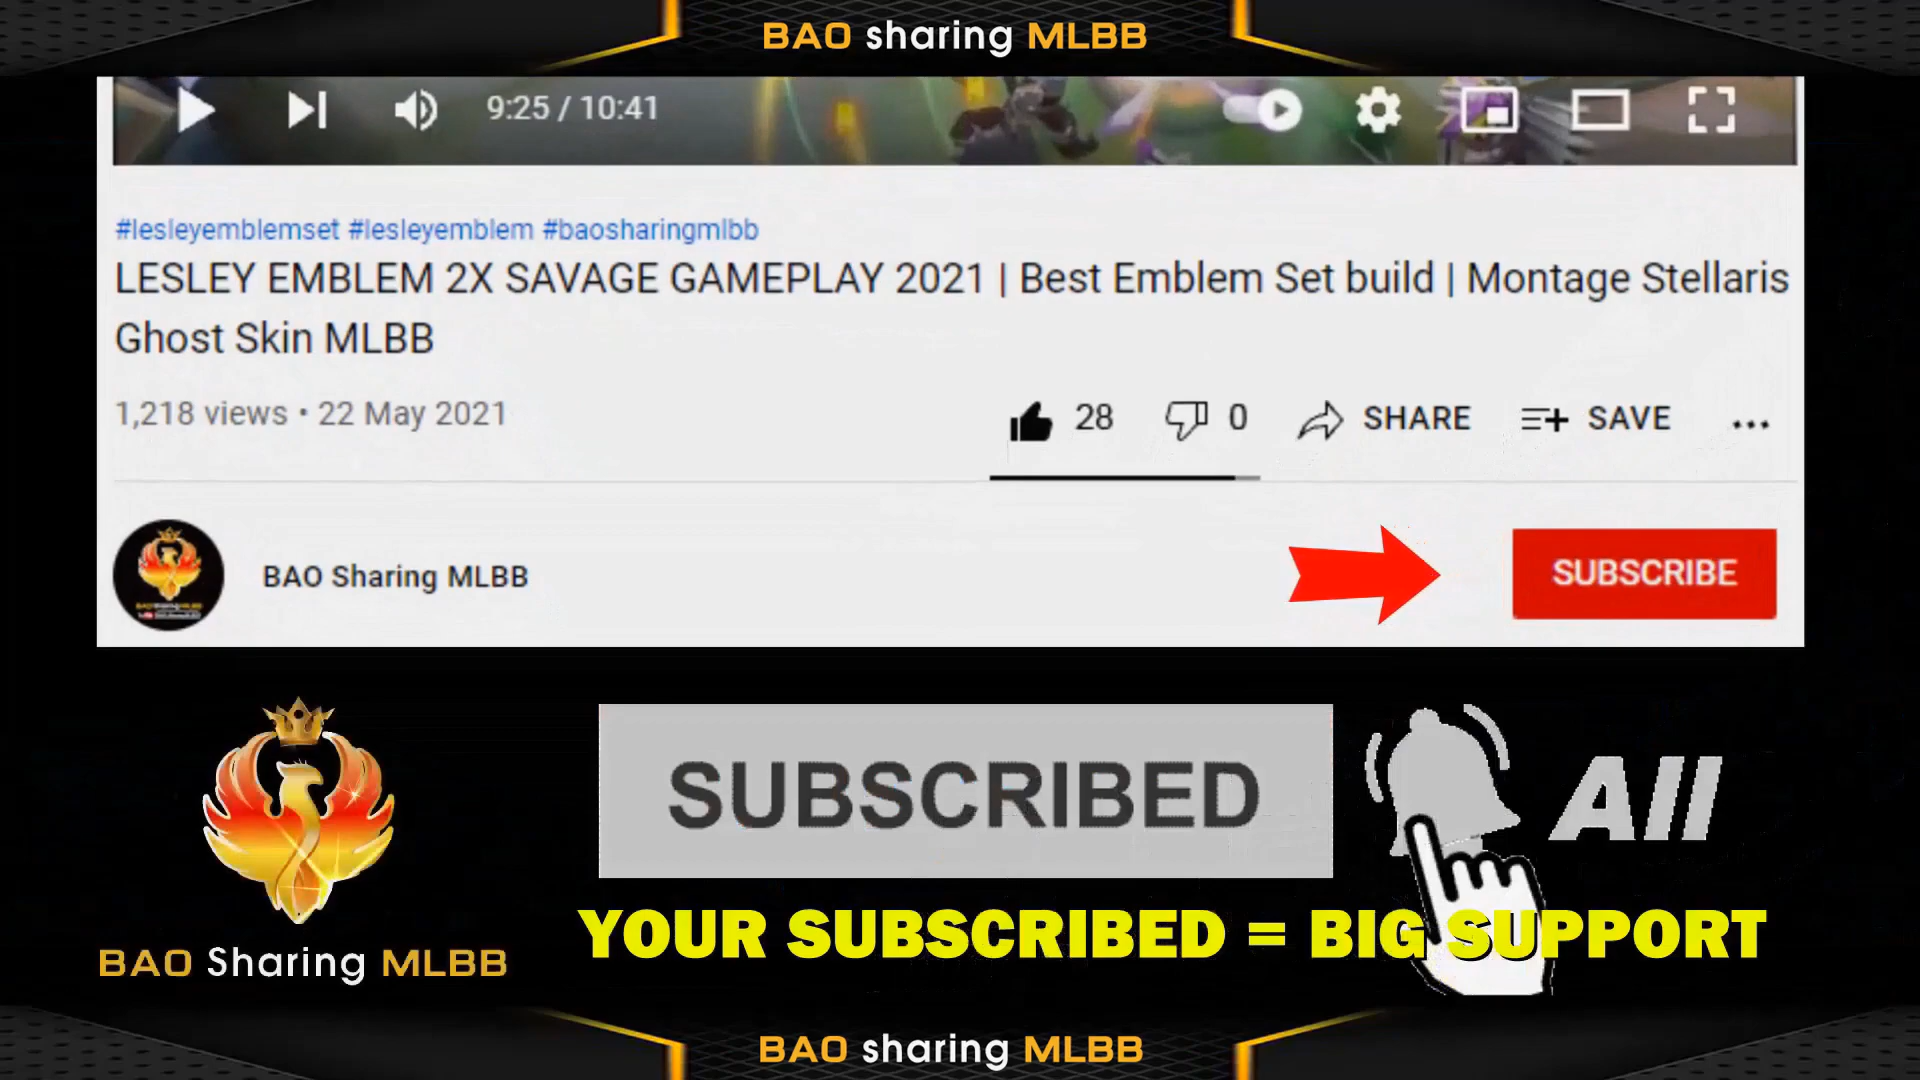 BAO sharing MLBB
9:25 / 10:41
#lesleyemblemset #lesleyemblem #baosharingmlbb
LESLEY EMBLEM 2X SAVAGE GAMEPLAY 2021 | Best Emblem Set build | Montage Stellaris
Ghost Skin MLBB
1,218 views • 22 May 2021
28 0 SHARE SAVE ...
BAO Sharing MLBB
SUBSCRIBE
SUBSCRIBED
All
YOUR SUBSCRIBED = BIG SUPPORT
BAO Sharing MLBB
BAO sharing MLBB